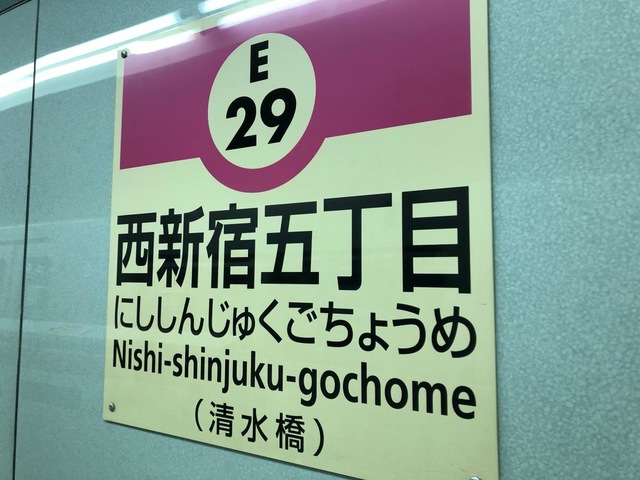 E
29
西新宿五丁目
にししんじゅくごちょうめ
Nishi-shinjuku-gochome
(清水橋)